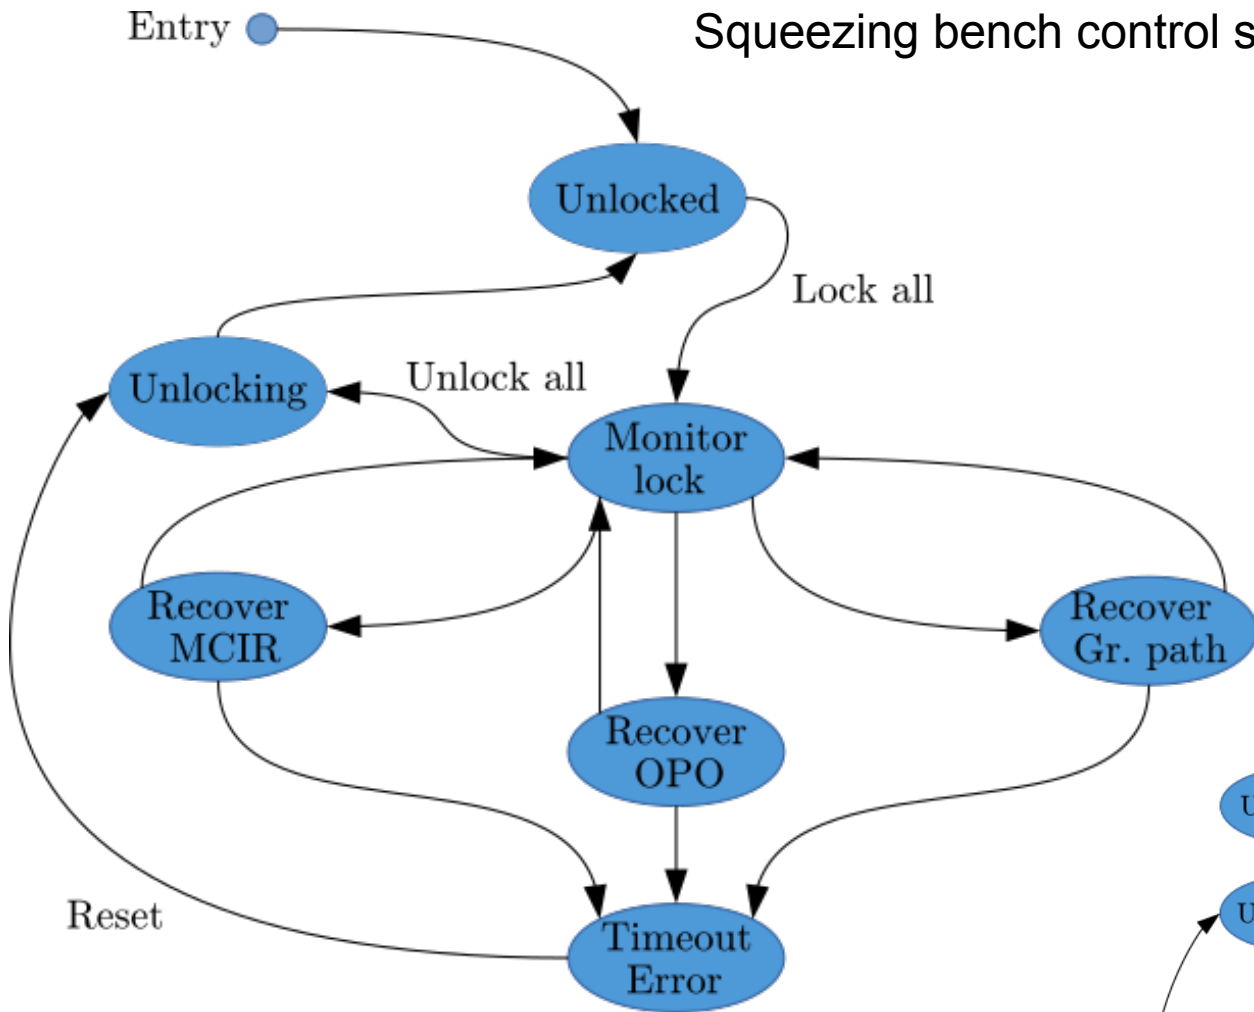 Entry
Squeezing bench control
Unlocked
Lock all
Unlocking
Unlock all
Monitor
lock
Recover
MCIR
Recover
Gr. path
Recover
OPO
Reset
Timeout
Error